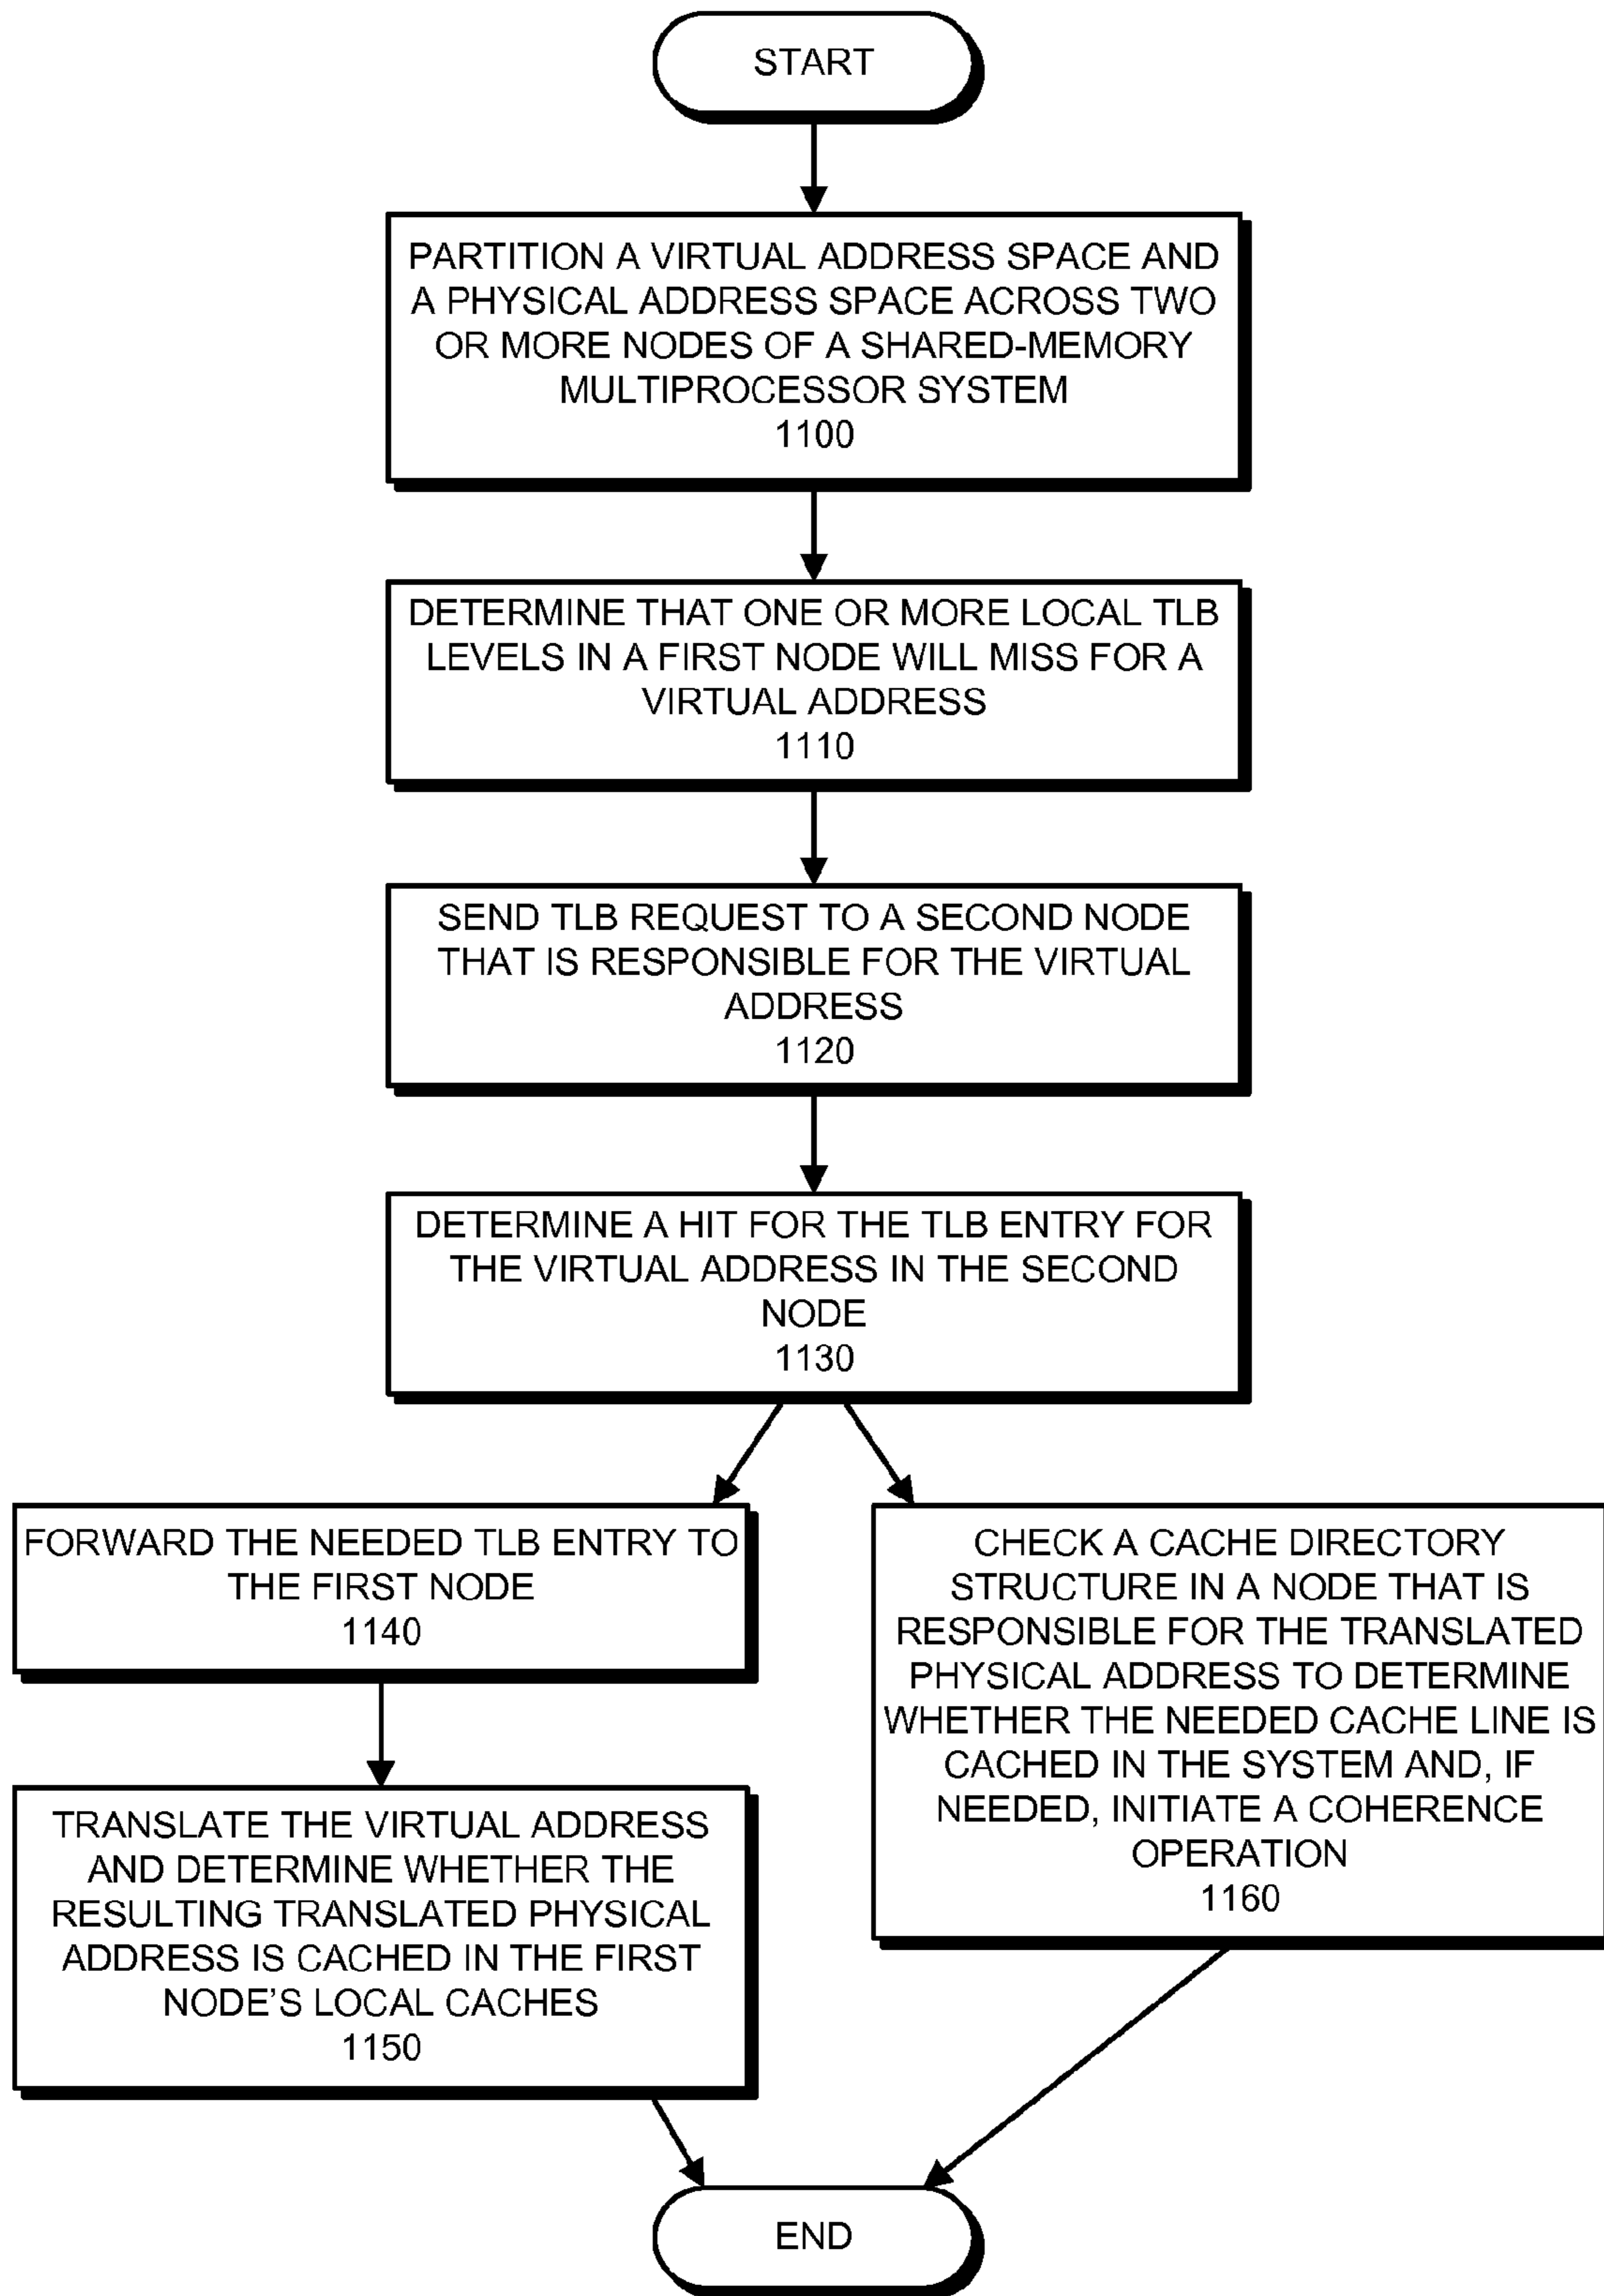 START
PARTITION A VIRTUAL ADDRESS SPACE AND
A PHYSICAL ADDRESS SPACE ACROSS TWO
OR MORE NODES OF A SHARED-MEMORY
MULTIPROCESSOR SYSTEM
1100
DETERMINE THAT ONE OR MORE LOCAL TLB
LEVELS IN A FIRST NODE WILL MISS FOR A
VIRTUAL ADDRESS
1110
SEND TLB REQUEST TO A SECOND NODE
THAT IS RESPONSIBLE FOR THE VIRTUAL
ADDRESS
1120
DETERMINE A HIT FOR THE TLB ENTRY FOR
THE VIRTUAL ADDRESS IN THE SECOND
NODE
1130
FORWARD THE NEEDED TLB ENTRY TO
THE FIRST NODE
1140
TRANSLATE THE VIRTUAL ADDRESS
AND DETERMINE WHETHER THE
RESULTING TRANSLATED PHYSICAL
ADDRESS IS CACHED IN THE FIRST
NODE'S LOCAL CACHES
1150
CHECK A CACHE DIRECTORY
STRUCTURE IN A NODE THAT IS
RESPONSIBLE FOR THE TRANSLATED
PHYSICAL ADDRESS TO DETERMINE
WHETHER THE NEEDED CACHE LINE IS
CACHED IN THE SYSTEM AND, IF
NEEDED, INITIATE A COHERENCE
OPERATION
1160
END